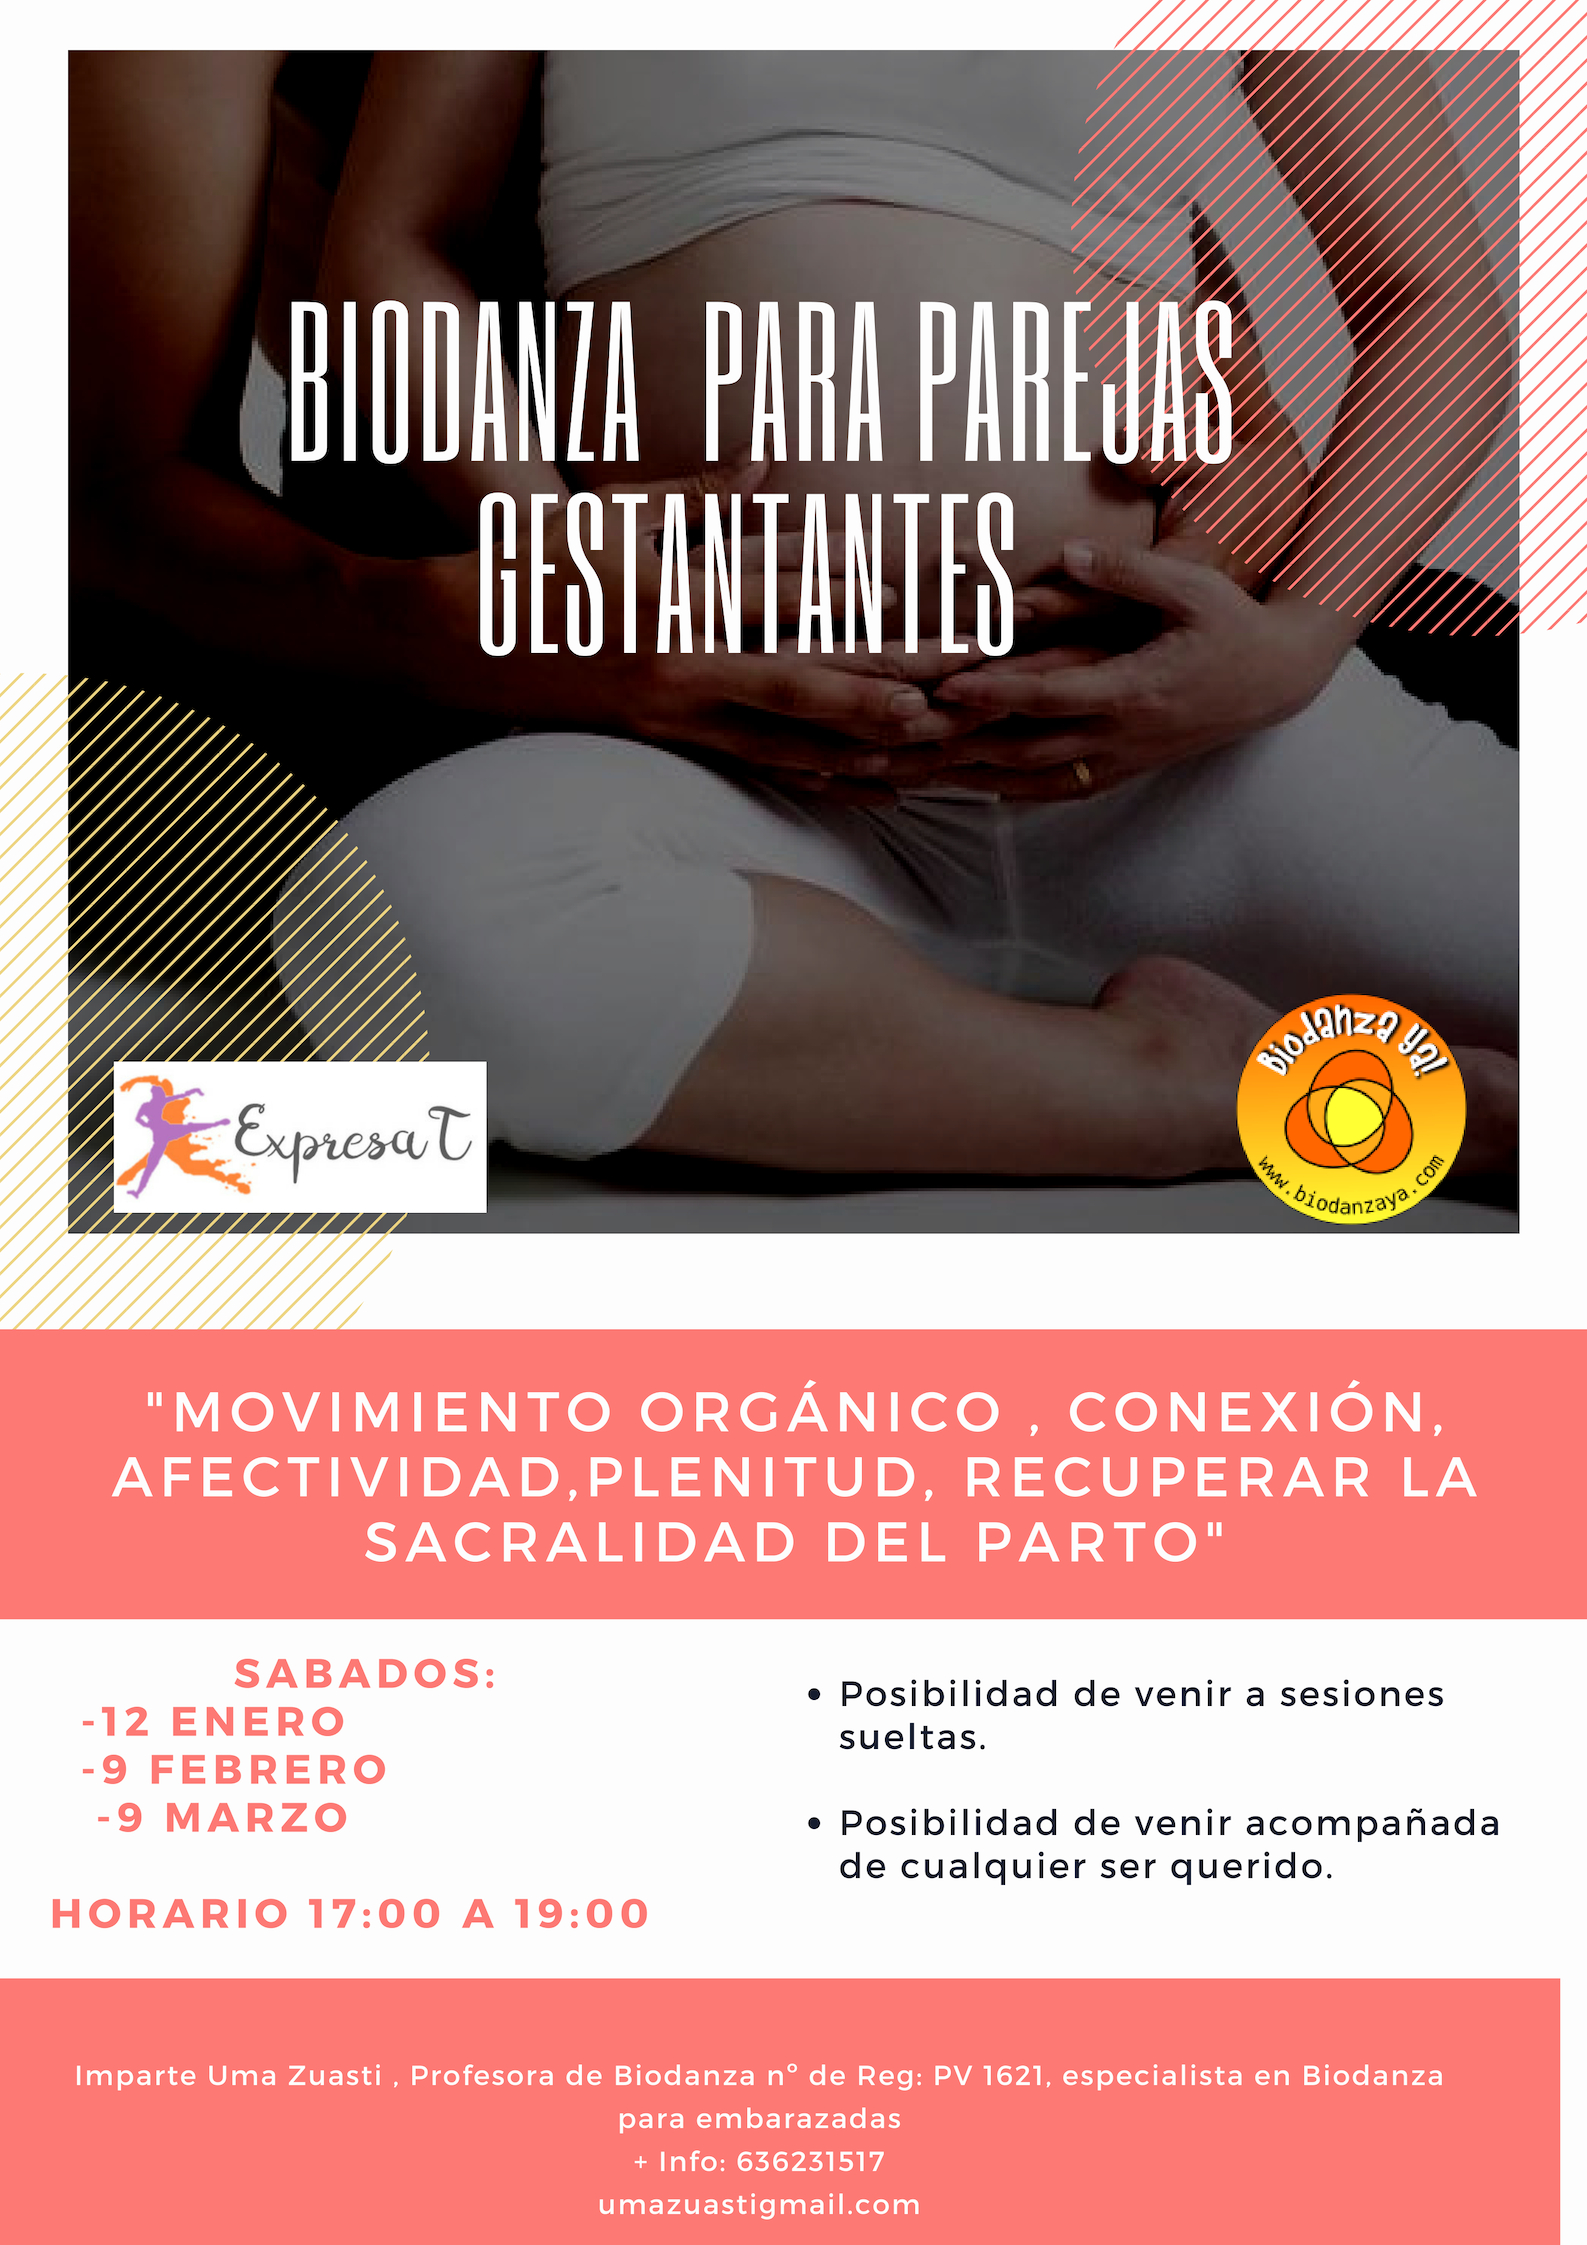 BIODANZA PARA PAREJAS
GESTANTANTES
Expresa T
Biodanza ya!
www.biodanzaya.com
"MOVIMIENTO ORGÁNICO , CONEXIÓN,
AFECTIVIDAD,PLENITUD, RECUPERAR LA
SACRALIDAD DEL PARTO"
SABADOS:
-12 ENERO
-9 FEBRERO
-9 MARZO
HORARIO 17:00 A 19:00
• Posibilidad de venir a sesiones
sueltas.
• Posibilidad de venir acompañada
de cualquier ser querido.
Imparte Uma Zuasti , Profesora de Biodanza nº de Reg: PV 1621, especialista en Biodanza
para embarazadas
+ Info: 636231517
umazuastigmail.com